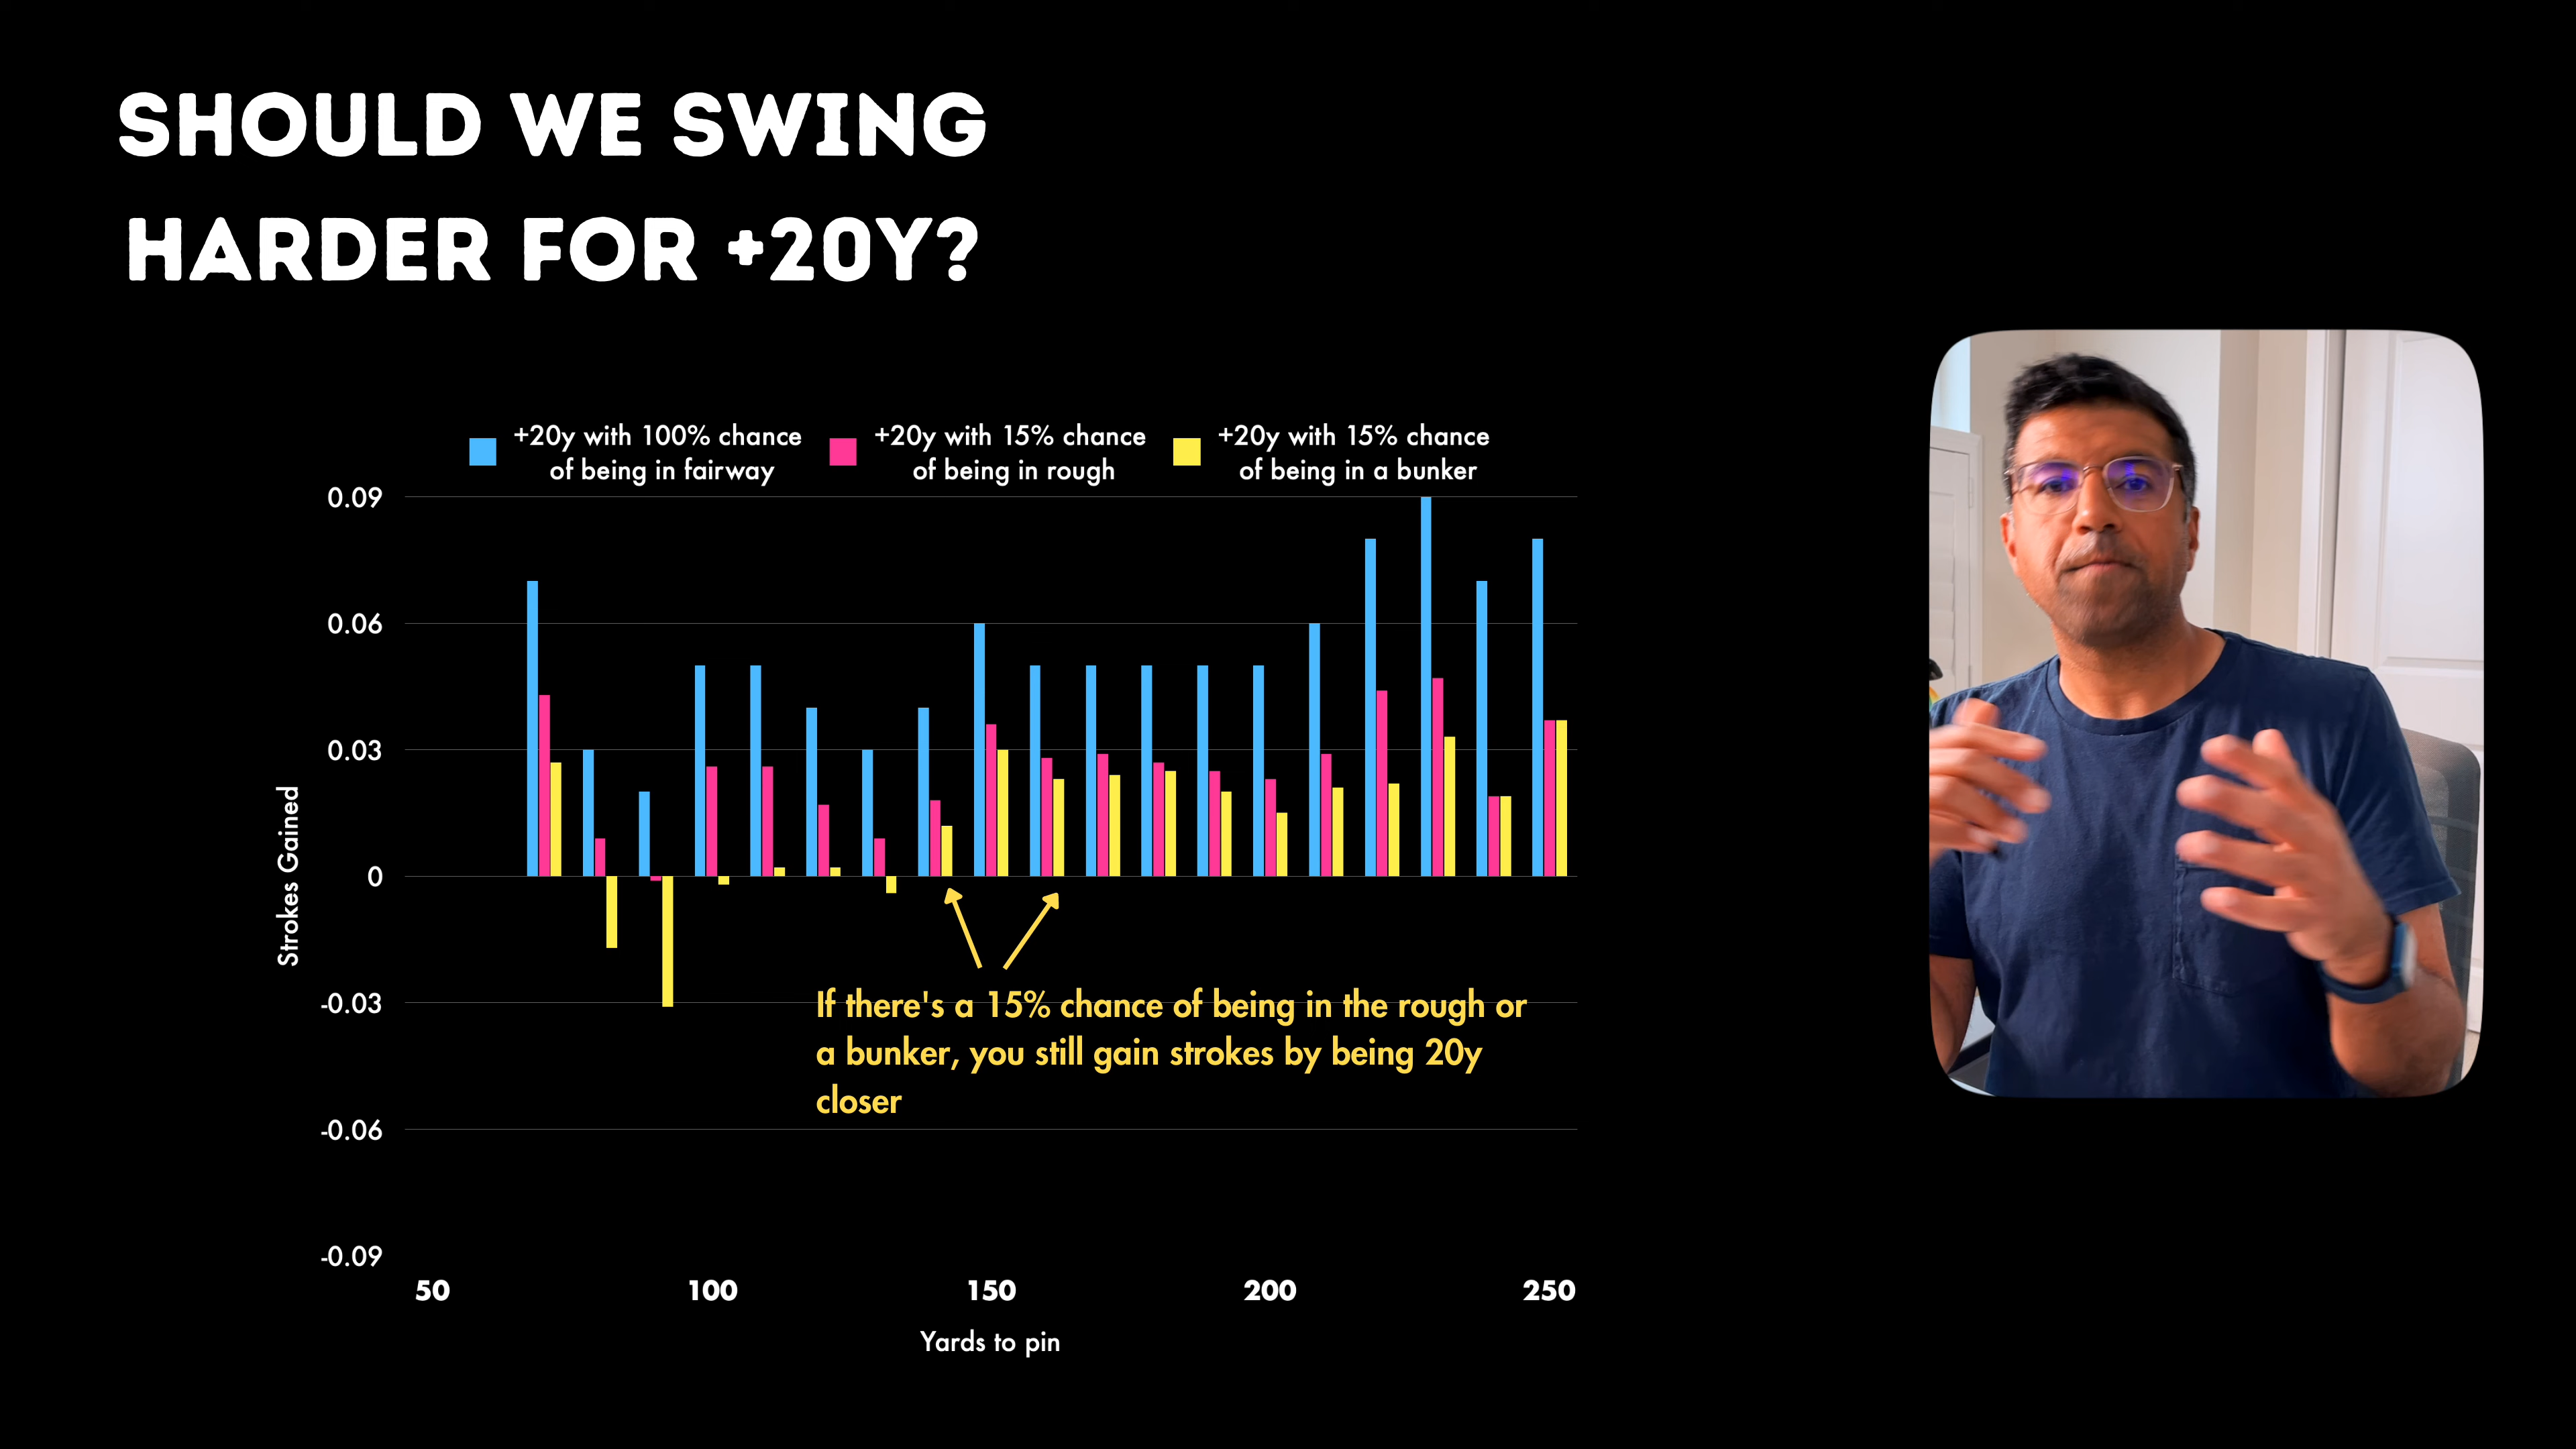 SHOULD WE SWING
HARDER FOR +20Y?
+20y with 100% chance
of being in fairway
+20y with 15% chance
of being in rough
+20y with 15% chance
of being in a bunker
0.09
0.06
0.03
0
-0.03
-0.06
-0.09
Strokes Gained
If there's a 15% chance of being in the rough or
a bunker, you still gain strokes by being 20y
closer
50 100 150 200 250
Yards to pin